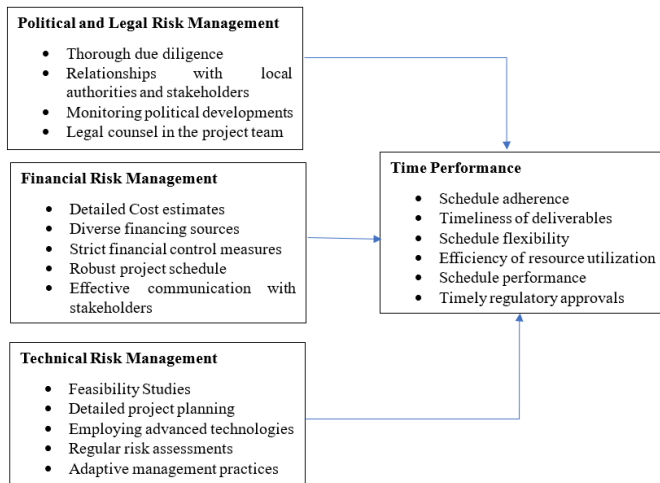 Political and Legal Risk Management
• Thorough due diligence
• Relationships with local
authorities and stakeholders
• Monitoring political developments
• Legal counsel in the project team
Financial Risk Management
• Detailed Cost estimates
• Diverse financing sources
• Strict financial control measures
• Robust project schedule
• Effective communication with
stakeholders
Technical Risk Management
• Feasibility Studies
• Detailed project planning
• Employing advanced technologies
• Regular risk assessments
• Adaptive management practices
Time Performance
• Schedule adherence
• Timeliness of deliverables
• Schedule flexibility
• Efficiency of resource utilization
• Schedule performance
• Timely regulatory approvals